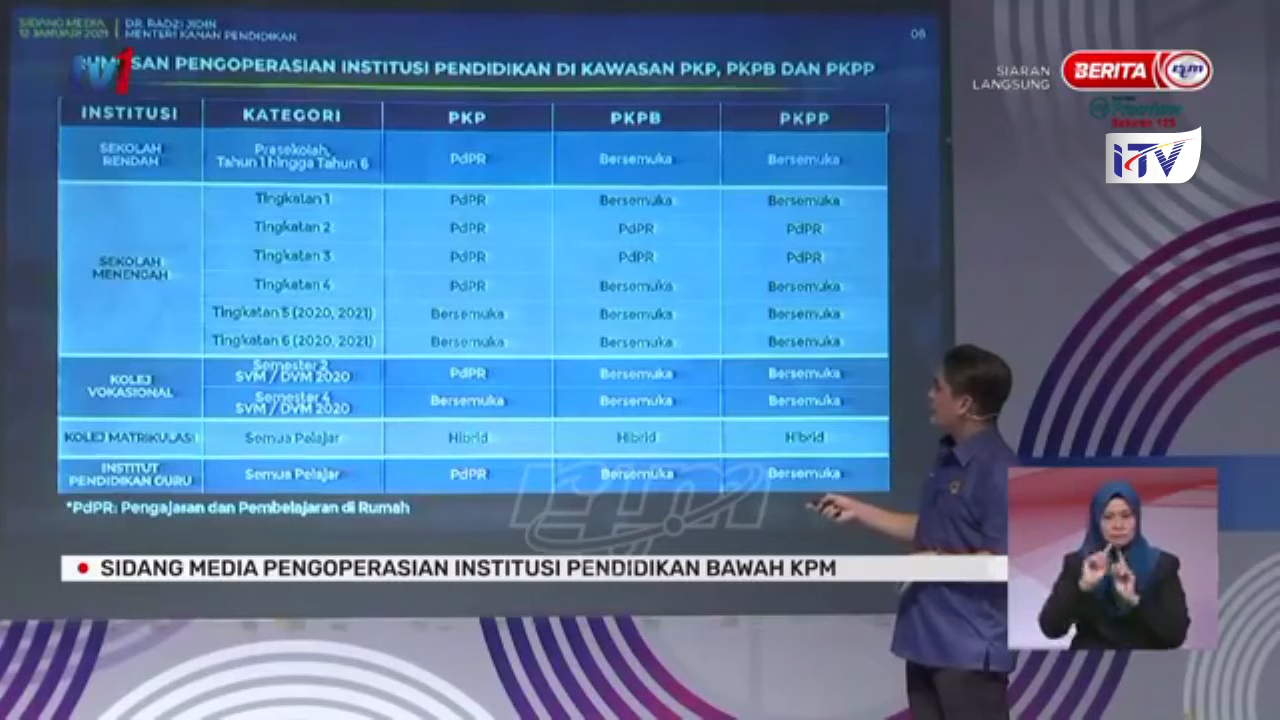 SIDANG MEDIA
12 JANUARI 2021
DR. RADZI JIDIN
MENTERI KANAN PENDIDIKAN
08
tv1
PENGOPERASIAN INSTITUSI PENDIDIKAN DI KAWASAN PKP, PKPB DAN PKPP
SIARAN
LANGSUNG
BERITA rtm
iTV
INSTITUSI KATEGORI PKP PKPB PKPP
SEKOLAH
RENDAH
Prasekolah,
Tahun 1 hingga Tahun 6
PdPR Bersemuka Bersemuka
SEKOLAH
MENENGAH
Tingkatan 1 PdPR Bersemuka Bersemuka
Tingkatan 2 PdPR PdPR PdPR
Tingkatan 3 PdPR PdPR PdPR
Tingkatan 4 PdPR Bersemuka Bersemuka
Tingkatan 5 (2020, 2021) Bersemuka Bersemuka Bersemuka
Tingkatan 6 (2020, 2021) Bersemuka Bersemuka Bersemuka
KOLEJ
VOKASIONAL
Semester 2
SVM / DVM 2020
PdPR Bersemuka Bersemuka
Semester 4
SVM / DVM 2020
Bersemuka Bersemuka Bersemuka
KOLEJ MATRIKULASI Semua Pelajar Hibrid Hibrid Hibrid
INSTITUT
PENDIDIKAN GURU
Semua Pelajar PdPR Bersemuka Bersemuka
*PdPR: Pengajaran dan Pembelajaran di Rumah
rtm
SIDANG MEDIA PENGOPERASIAN INSTITUSI PENDIDIKAN BAWAH KPM